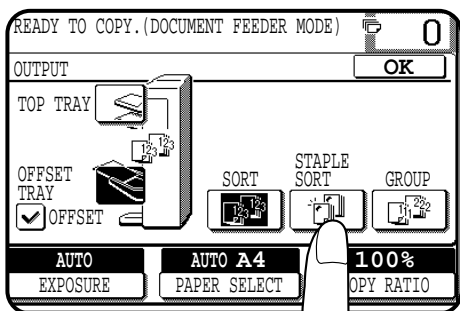 READY TO COPY.(DOCUMENT FEEDER MODE) 0
OUTPUT OK
TOP TRAY
OFFSET TRAY
OFFSET
SORT
STAPLE SORT
GROUP
AUTO
EXPOSURE
AUTO A4
PAPER SELECT
100%
OPY RATIO